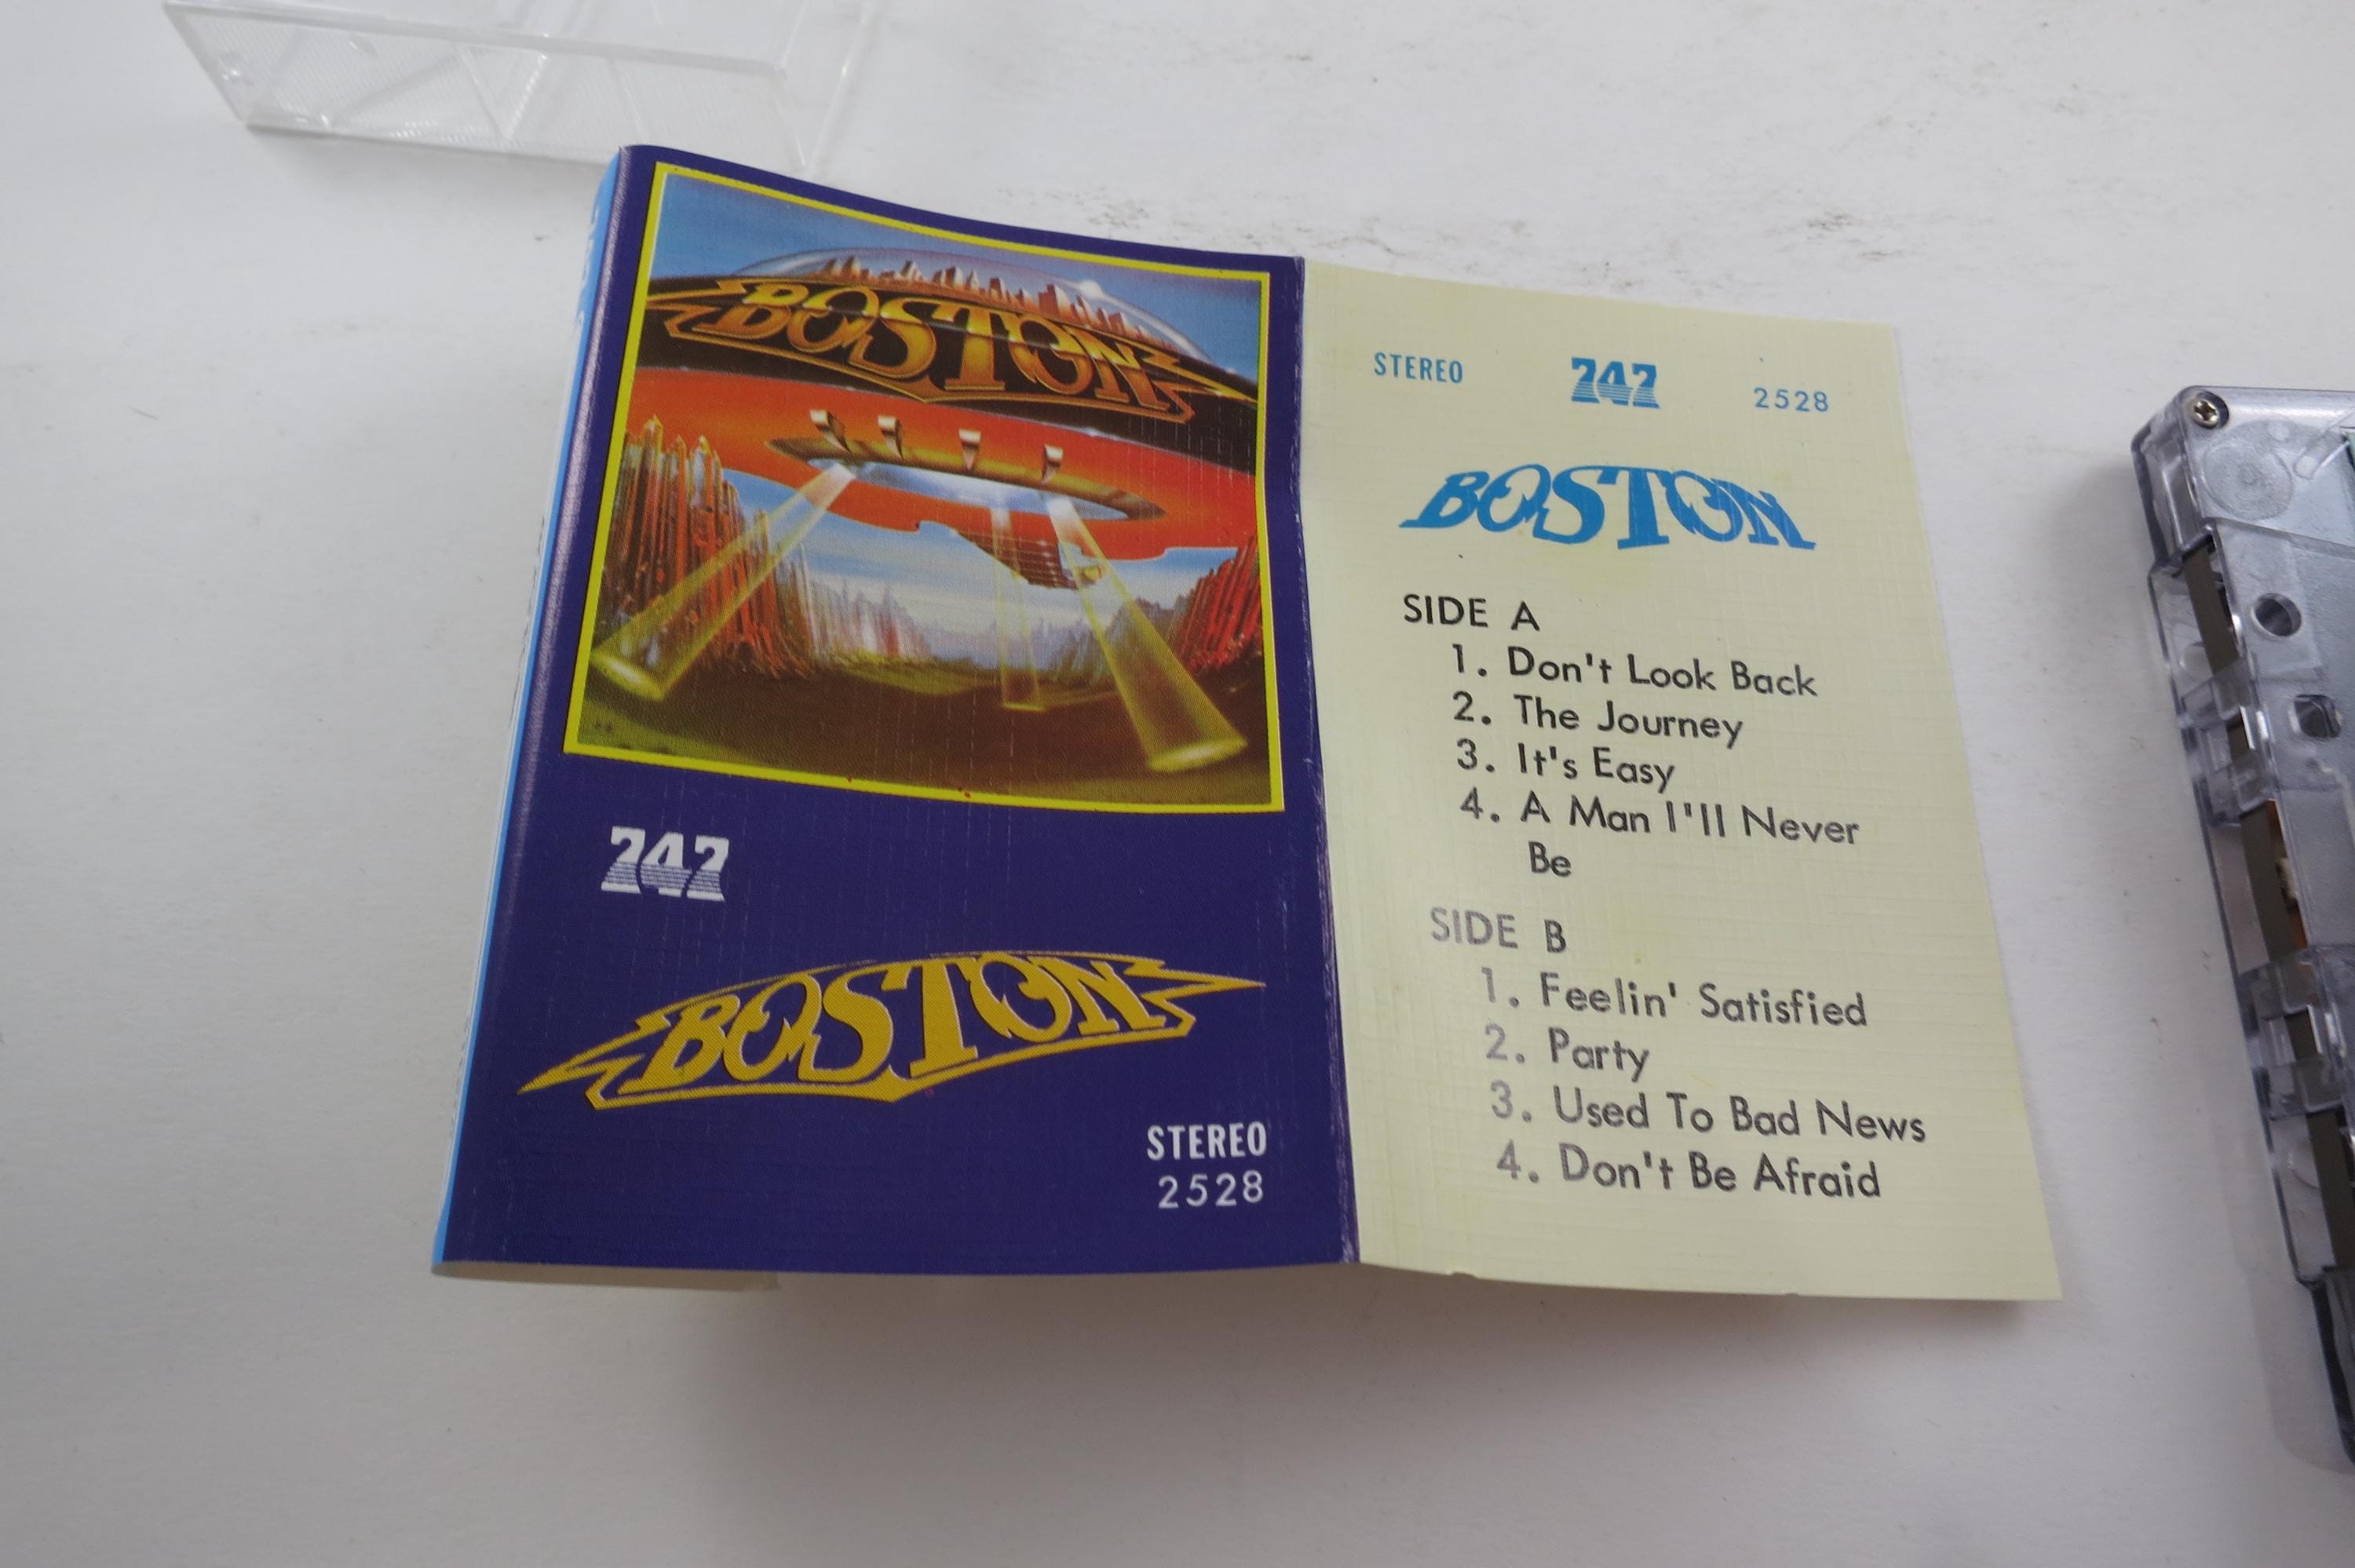 BOSTON
747
BOSTON
STEREO
2528
STEREO 747 2528
BOSTON
SIDE A
1. Don't Look Back
2. The Journey
3. It's Easy
4. A Man I'll Never
Be
SIDE B
1. Feelin' Satisfied
2. Party
3. Used To Bad News
4. Don't Be Afraid